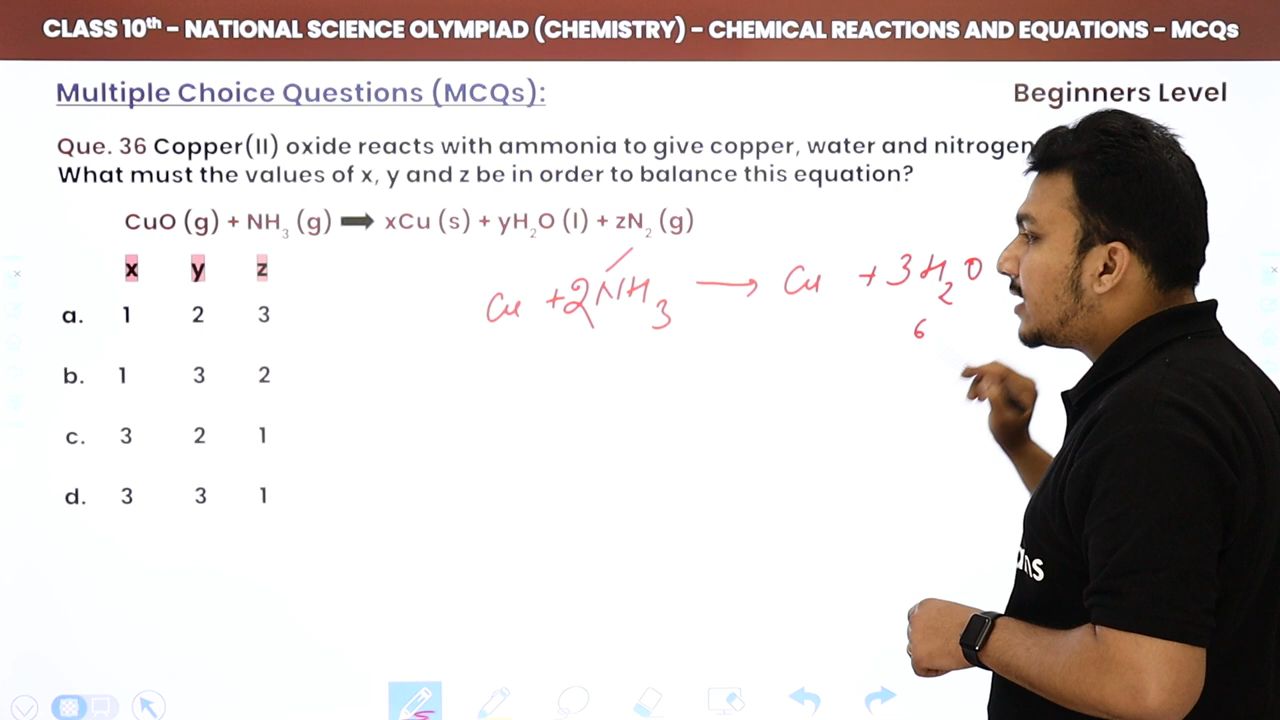 CLASS 10th – NATIONAL SCIENCE OLYMPIAD (CHEMISTRY) – CHEMICAL REACTIONS AND EQUATIONS – MCQs
Multiple Choice Questions (MCQs):
Beginners Level
Que. 36 Copper(II) oxide reacts with ammonia to give copper, water and nitrogen
What must the values of x, y and z be in order to balance this equation?
CuO (g) + NH₃ (g) ➡ xCu (s) + yH₂O (l) + zN₂ (g)
x y z
Cu + 2NH₃ → Cu + 3H₂O
6
a. 1 2 3
b. 1 3 2
c. 3 2 1
d. 3 3 1